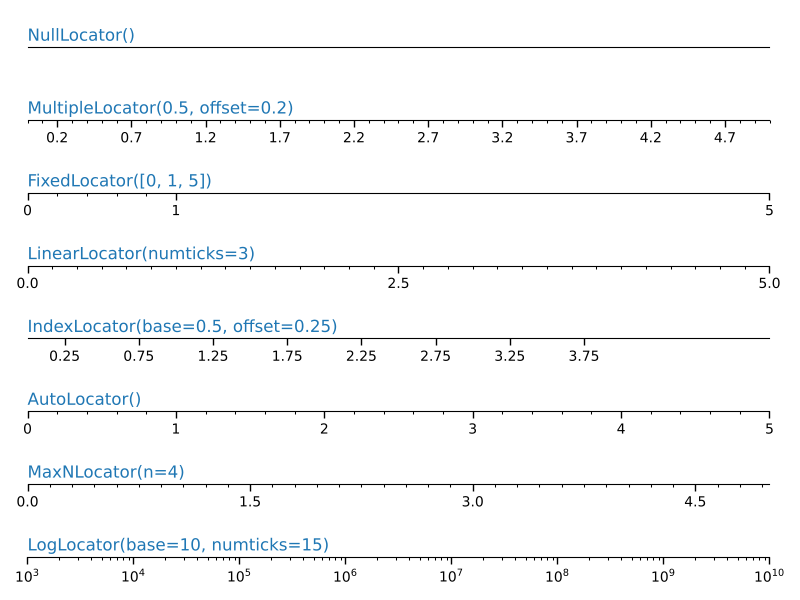 NullLocator()
MultipleLocator(0.5, offset=0.2)
0.2 0.7 1.2 1.7 2.2 2.7 3.2 3.7 4.2 4.7
FixedLocator([0, 1, 5])
0 1 5
LinearLocator(numticks=3)
0.0 2.5 5.0
IndexLocator(base=0.5, offset=0.25)
0.25 0.75 1.25 1.75 2.25 2.75 3.25 3.75
AutoLocator()
0 1 2 3 4 5
MaxNLocator(n=4)
0.0 1.5 3.0 4.5
LogLocator(base=10, numticks=15)
10³ 10⁴ 10⁵ 10⁶ 10⁷ 10⁸ 10⁹ 10¹⁰